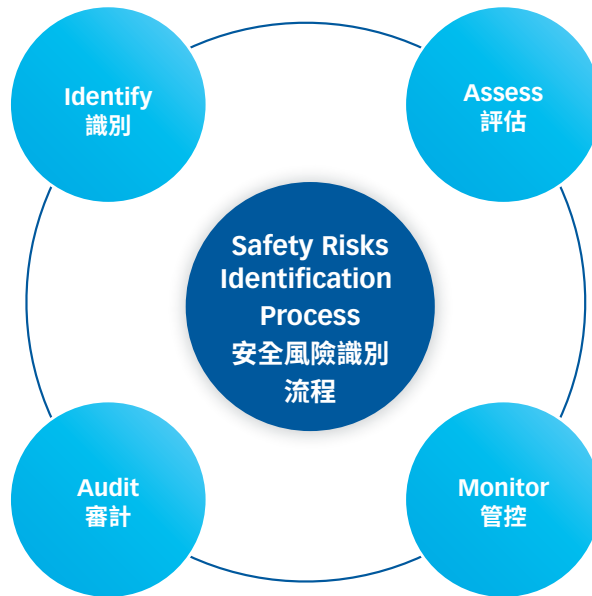 Identify
識別
Assess
評估
Safety Risks
Identification
Process
安全風險識別
流程
Audit
審計
Monitor
管控